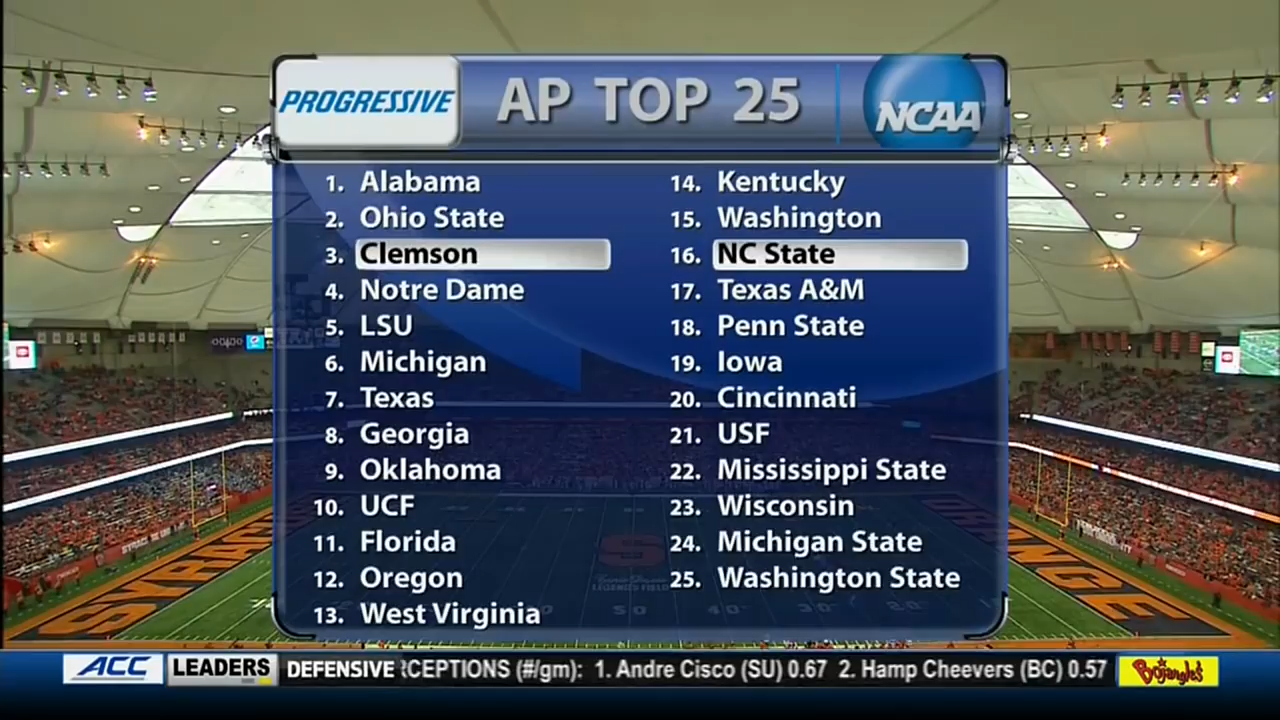 PROGRESSIVE
AP TOP 25
NCAA
1. Alabama
2. Ohio State
3. Clemson
4. Notre Dame
5. LSU
6. Michigan
7. Texas
8. Georgia
9. Oklahoma
10. UCF
11. Florida
12. Oregon
13. West Virginia
14. Kentucky
15. Washington
16. NC State
17. Texas A&M
18. Penn State
19. Iowa
20. Cincinnati
21. USF
22. Mississippi State
23. Wisconsin
24. Michigan State
25. Washington State
SYRACUSE
S
LEGENDS FIELD
50
ACC LEADERS DEFENSIVE RCEPTIONS (#/gm): 1. Andre Cisco (SU) 0.67 2. Hamp Cheevers (BC) 0.57 Bojangles'